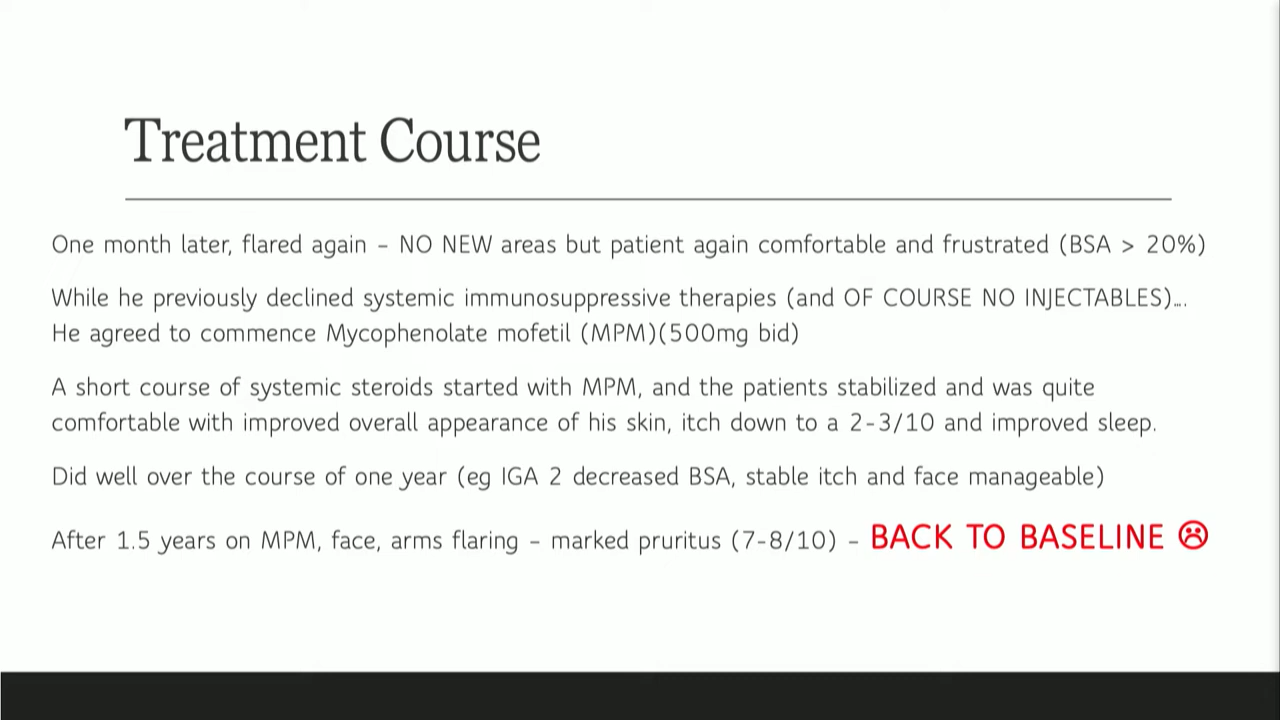 Treatment Course
One month later, flared again – NO NEW areas but patient again comfortable and frustrated (BSA > 20%)
While he previously declined systemic immunosuppressive therapies (and OF COURSE NO INJECTABLES)….
He agreed to commence Mycophenolate mofetil (MPM)(500mg bid)
A short course of systemic steroids started with MPM, and the patients stabilized and was quite
comfortable with improved overall appearance of his skin, itch down to a 2-3/10 and improved sleep.
Did well over the course of one year (eg IGA 2 decreased BSA, stable itch and face manageable)
After 1.5 years on MPM, face, arms flaring – marked pruritus (7-8/10) – BACK TO BASELINE ☹